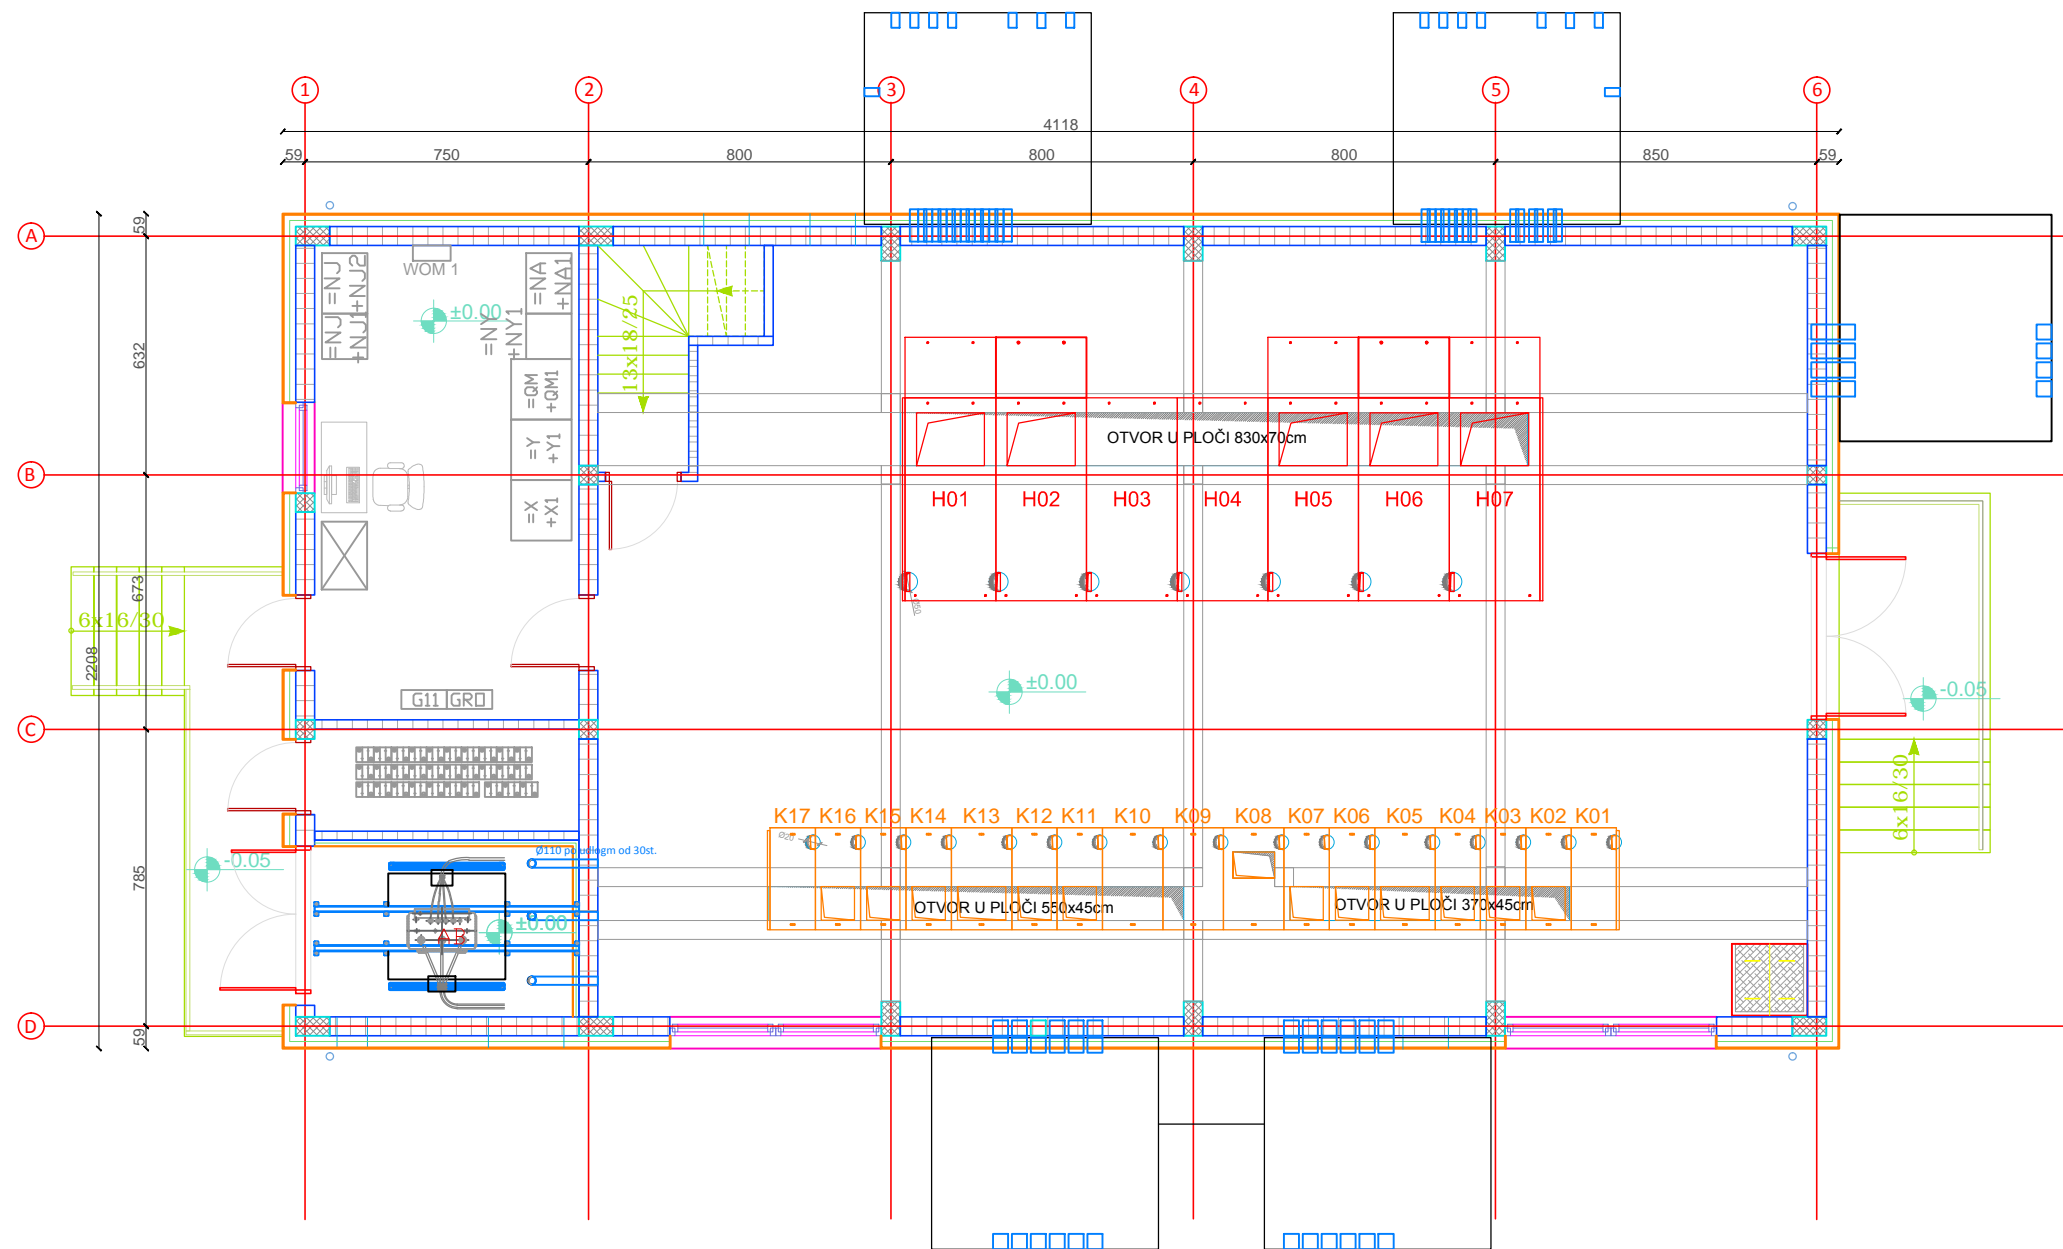 1 2 3 4 5 6
4118
59 750 800 800 800 850 59
A
B
C
D
59
632
673
785
59
2208
WOM 1
=NJ
+NJ2
=NJ
+NJ1
±0.00
=NA
+NA1
=NY
+NY1
=QM
+QM1
=Y
+Y1
=X
+X1
13x18/25
OTVOR U PLOČI 830x70cm
H01 H02 H03 H04 H05 H06 H07
Ø50
6x16/30
G11 GRO
±0.00
-0.05
6x16/30
K17 K16 K15 K14 K13 K12 K11 K10 K09 K08 K07 K06 K05 K04 K03 K02 K01
Ø20
-0.05
±0.00
B
OTVOR U PLOČI 550x45cm
OTVOR U PLOČI 370x45cm